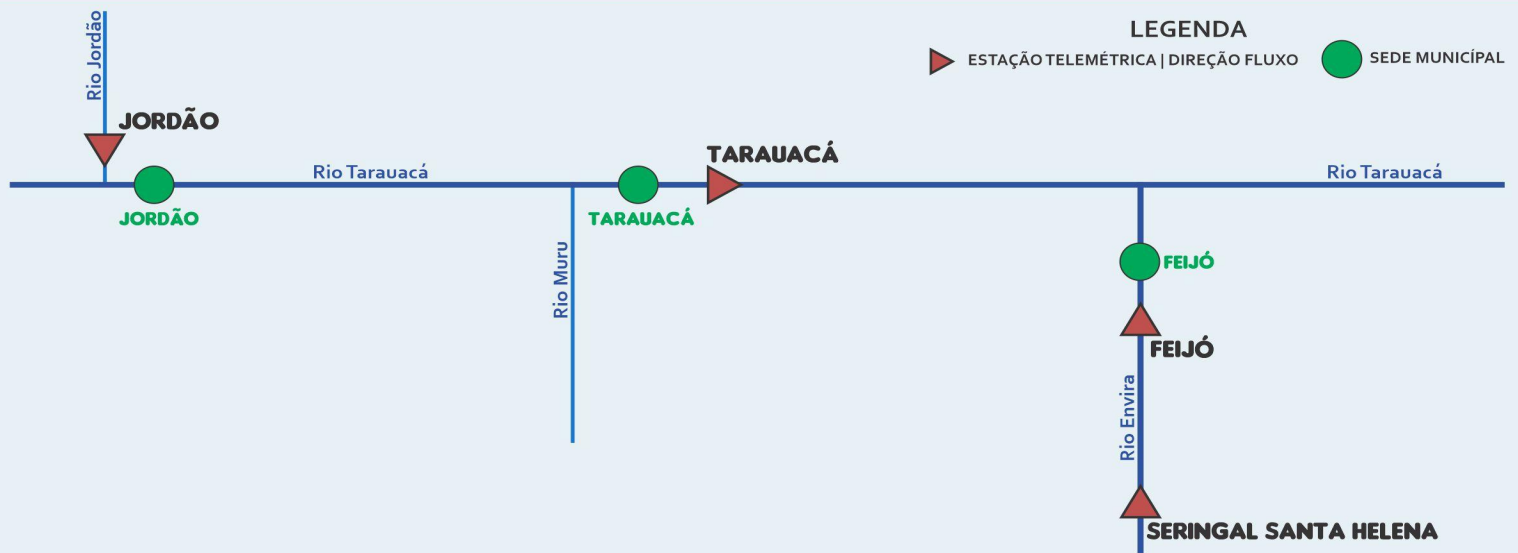 LEGENDA
ESTAÇÃO TELEMÉTRICA | DIREÇÃO FLUXO
SEDE MUNICÍPAL
Rio Jordão
JORDÃO
JORDÃO
Rio Tarauacá
TARAUACÁ
TARAUACÁ
Rio Tarauacá
Rio Muru
FEIJÓ
FEIJÓ
Rio Envira
SERINGAL SANTA HELENA